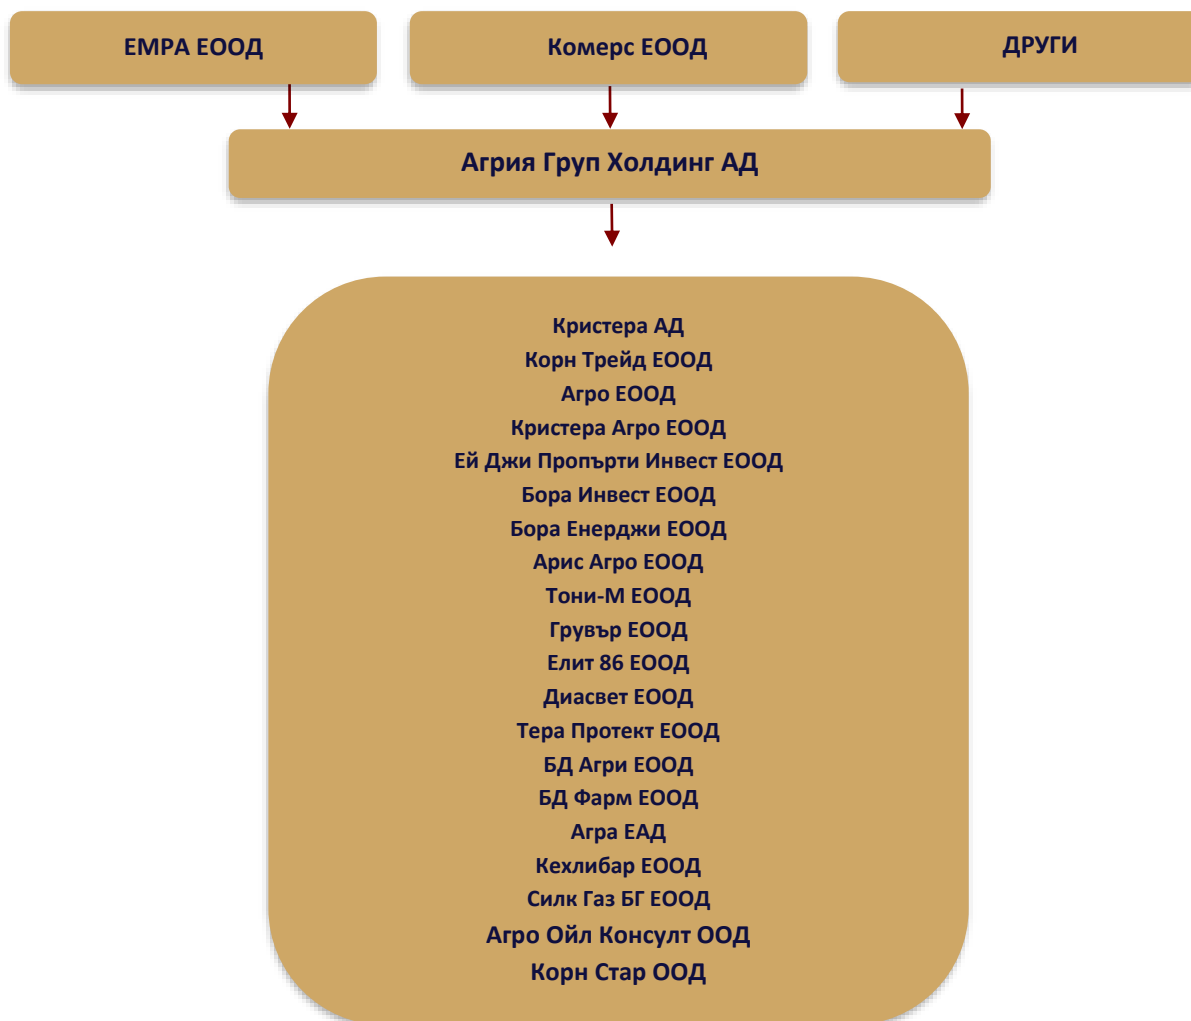 ЕМРА ЕООД
Комерс ЕООД
ДРУГИ
Агрия Груп Холдинг АД
Кристера АД
Корн Трейд ЕООД
Агро ЕООД
Кристера Агро ЕООД
Ей Джи Пропърти Инвест ЕООД
Бора Инвест ЕООД
Бора Енерджи ЕООД
Арис Агро ЕООД
Тони-М ЕООД
Грувър ЕООД
Елит 86 ЕООД
Диасвет ЕООД
Тера Протект ЕООД
БД Агри ЕООД
БД Фарм ЕООД
Агра ЕАД
Кехлибар ЕООД
Силк Газ БГ ЕООД
Агро Ойл Консулт ООД
Корн Стар ООД